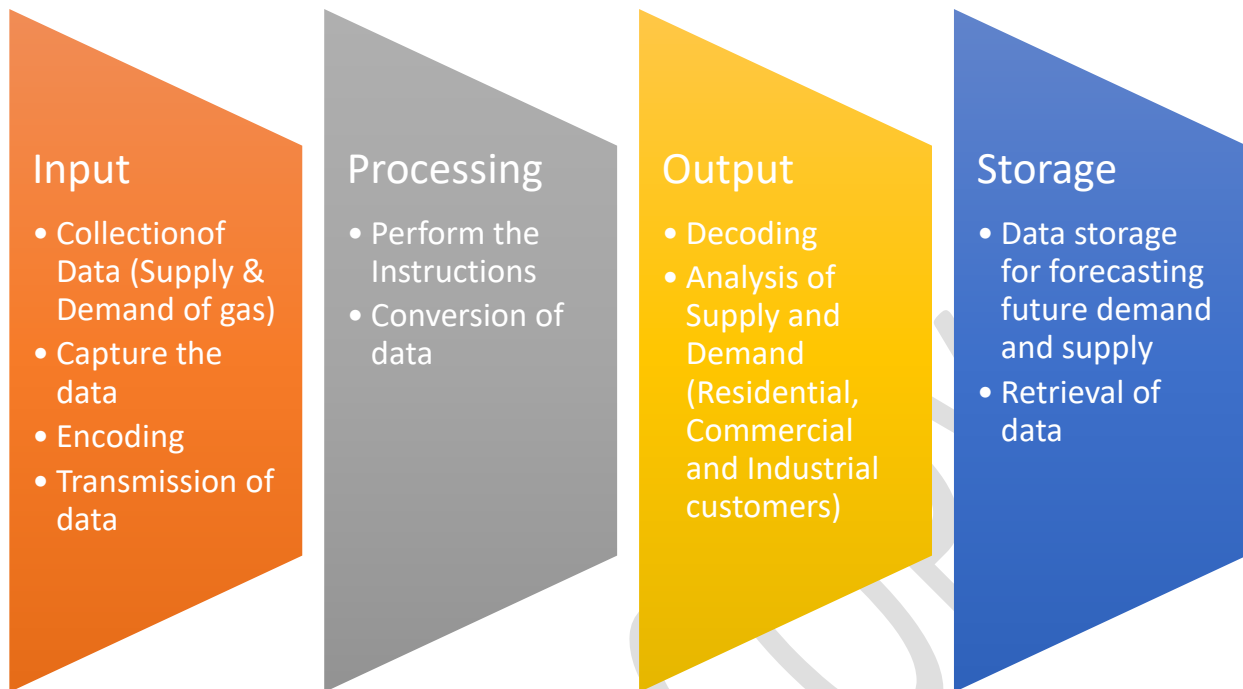 Input
• Collectionof
Data (Supply &
Demand of gas)
• Capture the
data
• Encoding
• Transmission of
data
Processing
• Perform the
Instructions
• Conversion of
data
Output
• Decoding
• Analysis of
Supply and
Demand
(Residential,
Commercial
and Industrial
customers)
Storage
• Data storage
for forecasting
future demand
and supply
• Retrieval of
data